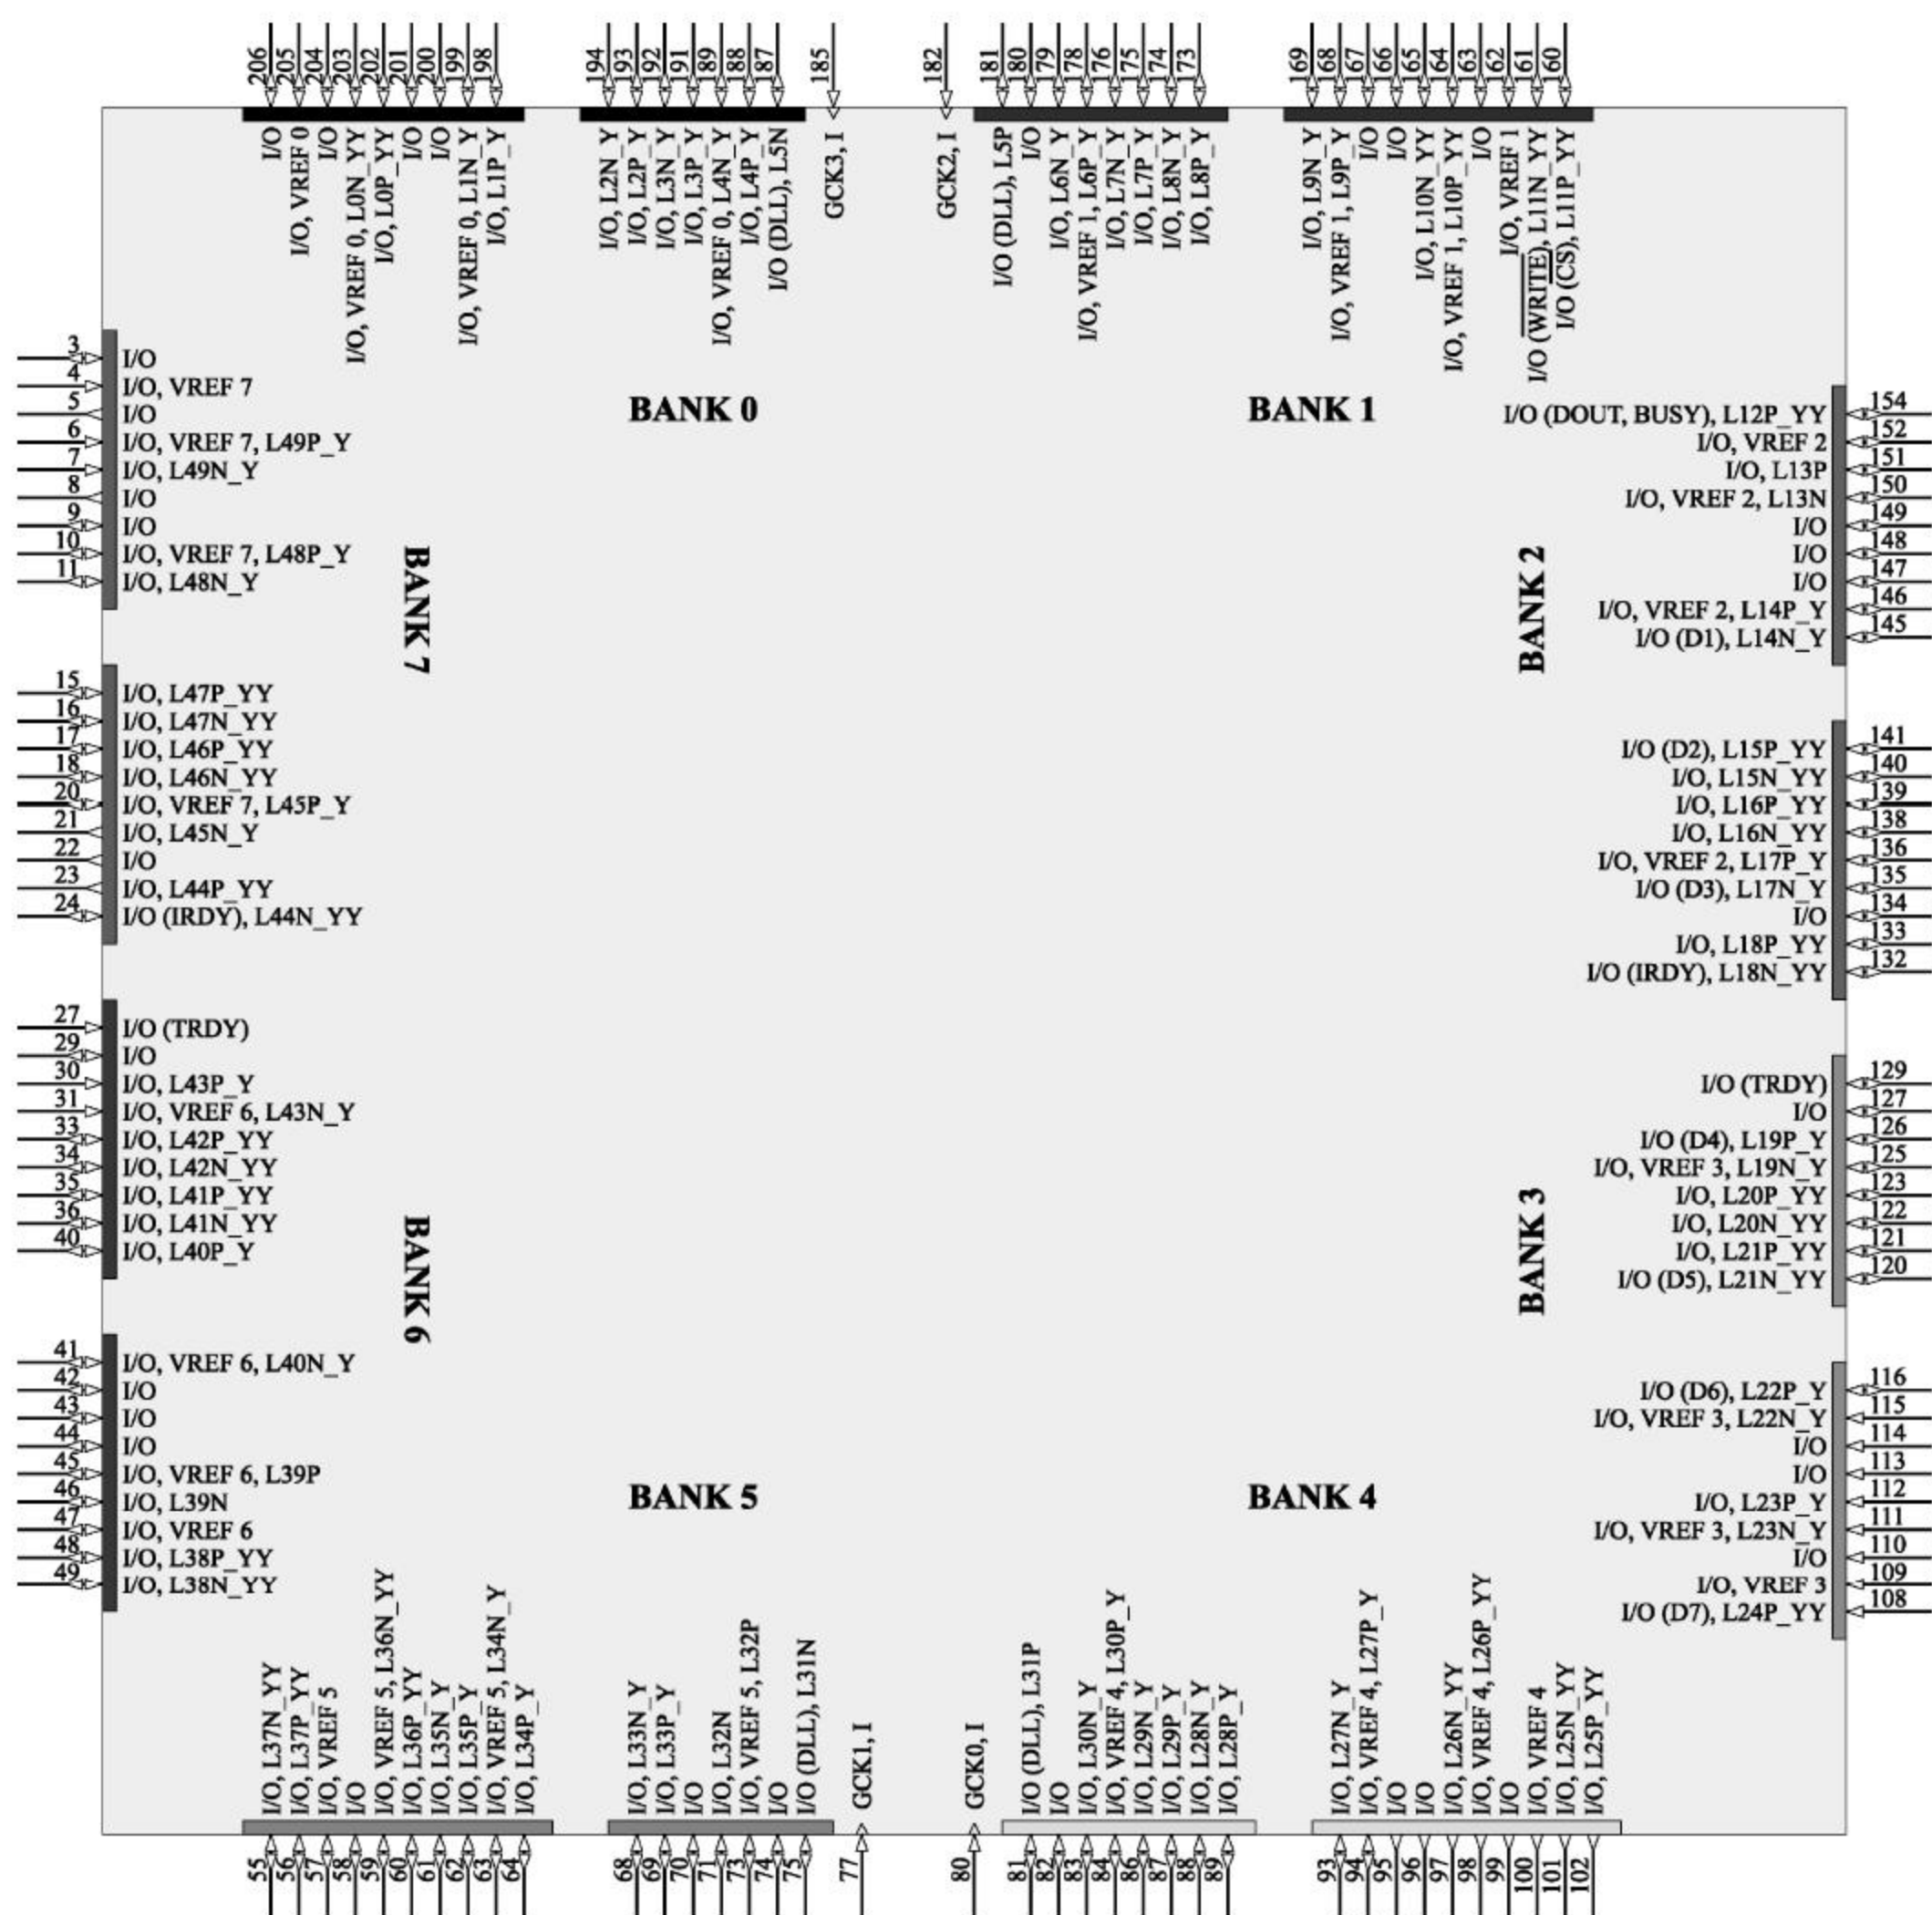 206
205
204
203
202
201
200
199
198
194
193
192
191
189
188
187
185
182
181
180
179
178
176
175
174
173
169
168
167
166
165
164
163
162
161
160
I/O
I/O, VREF 0
I/O
I/O, VREF 0, L0N_YY
I/O, L0P_YY
I/O
I/O
I/O, VREF 0, L1N_Y
I/O, L1P_Y
I/O, L2N_Y
I/O, L2P_Y
I/O, L3N_Y
I/O, L3P_Y
I/O, VREF 0, L4N_Y
I/O, L4P_Y
I/O (DLL), L5N
GCK3, I
GCK2, I
I/O (DLL), L5P
I/O
I/O, L6N_Y
I/O, VREF 1, L6P_Y
I/O, L7N_Y
I/O, L7P_Y
I/O, L8N_Y
I/O, L8P_Y
I/O, L9N_Y
I/O, VREF 1, L9P_Y
I/O
I/O
I/O, L10N_YY
I/O, VREF 1, L10P_YY
I/O
I/O, VREF 1
I/O (WRITE), L11N_YY
I/O (CS), L11P_YY
BANK 0
BANK 1
3 I/O
4 I/O, VREF 7
5 I/O
6 I/O, VREF 7, L49P_Y
7 I/O, L49N_Y
8 I/O
9 I/O
10 I/O, VREF 7, L48P_Y
11 I/O, L48N_Y
BANK 7
15 I/O, L47P_YY
16 I/O, L47N_YY
17 I/O, L46P_YY
18 I/O, L46N_YY
20 I/O, VREF 7, L45P_Y
21 I/O, L45N_Y
22 I/O
23 I/O, L44P_YY
24 I/O (IRDY), L44N_YY
27 I/O (TRDY)
29 I/O
30 I/O, L43P_Y
31 I/O, VREF 6, L43N_Y
33 I/O, L42P_YY
34 I/O, L42N_YY
35 I/O, L41P_YY
36 I/O, L41N_YY
40 I/O, L40P_Y
BANK 6
41 I/O, VREF 6, L40N_Y
42 I/O
43 I/O
44 I/O
45 I/O, VREF 6, L39P
46 I/O, L39N
47 I/O, VREF 6
48 I/O, L38P_YY
49 I/O, L38N_YY
I/O (DOUT, BUSY), L12P_YY 154
I/O, VREF 2 152
I/O, L13P 151
I/O, VREF 2, L13N 150
I/O 149
I/O 148
I/O 147
I/O, VREF 2, L14P_Y 146
I/O (D1), L14N_Y 145
BANK 2
I/O (D2), L15P_YY 141
I/O, L15N_YY 140
I/O, L16P_YY 139
I/O, L16N_YY 138
I/O, VREF 2, L17P_Y 136
I/O (D3), L17N_Y 135
I/O 134
I/O, L18P_YY 133
I/O (IRDY), L18N_YY 132
I/O (TRDY) 129
I/O 127
I/O (D4), L19P_Y 126
I/O, VREF 3, L19N_Y 125
I/O, L20P_YY 123
I/O, L20N_YY 122
I/O, L21P_YY 121
I/O (D5), L21N_YY 120
BANK 3
I/O (D6), L22P_Y 116
I/O, VREF 3, L22N_Y 115
I/O 114
I/O 113
I/O, L23P_Y 112
I/O, VREF 3, L23N_Y 111
I/O 110
I/O, VREF 3 109
I/O (D7), L24P_YY 108
BANK 5
BANK 4
I/O, L37N_YY
I/O, L37P_YY
I/O, VREF 5
I/O
I/O, VREF 5, L36N_YY
I/O, L36P_YY
I/O, L35N_Y
I/O, L35P_Y
I/O, VREF 5, L34N_Y
I/O, L34P_Y
I/O, L33N_Y
I/O, L33P_Y
I/O
I/O, L32N
I/O, VREF 5, L32P
I/O
I/O (DLL), L31N
GCK1, I
GCK0, I
I/O (DLL), L31P
I/O
I/O, L30N_Y
I/O, VREF 4, L30P_Y
I/O, L29N_Y
I/O, L29P_Y
I/O, L28N_Y
I/O, L28P_Y
I/O, L27N_Y
I/O, VREF 4, L27P_Y
I/O
I/O
I/O, L26N_YY
I/O, VREF 4, L26P_YY
I/O
I/O, VREF 4
I/O, L25N_YY
I/O, L25P_YY
55
56
57
58
59
60
61
62
63
64
68
69
70
71
73
74
75
77
80
81
82
83
84
86
87
88
89
93
94
95
96
97
98
99
100
101
102